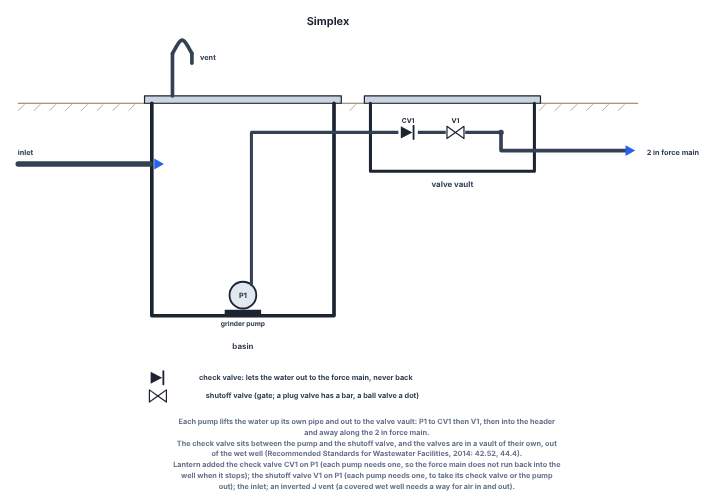 Simplex
vent
CV1
V1
inlet
2 in force main
valve vault
P1
grinder pump
basin
check valve: lets the water out to the force main, never back
shutoff valve (gate; a plug valve has a bar, a ball valve a dot)
Each pump lifts the water up its own pipe and out to the valve vault: P1 to CV1 then V1, then into the header
and away along the 2 in force main.
The check valve sits between the pump and the shutoff valve, and the valves are in a vault of their own, out
of the wet well (Recommended Standards for Wastewater Facilities, 2014: 42.52, 44.4).
Lantern added the check valve CV1 on P1 (each pump needs one, so the force main does not run back into the
well when it stops); the shutoff valve V1 on P1 (each pump needs one, to take its check valve or the pump
out); the inlet; an inverted J vent (a covered wet well needs a way for air in and out).